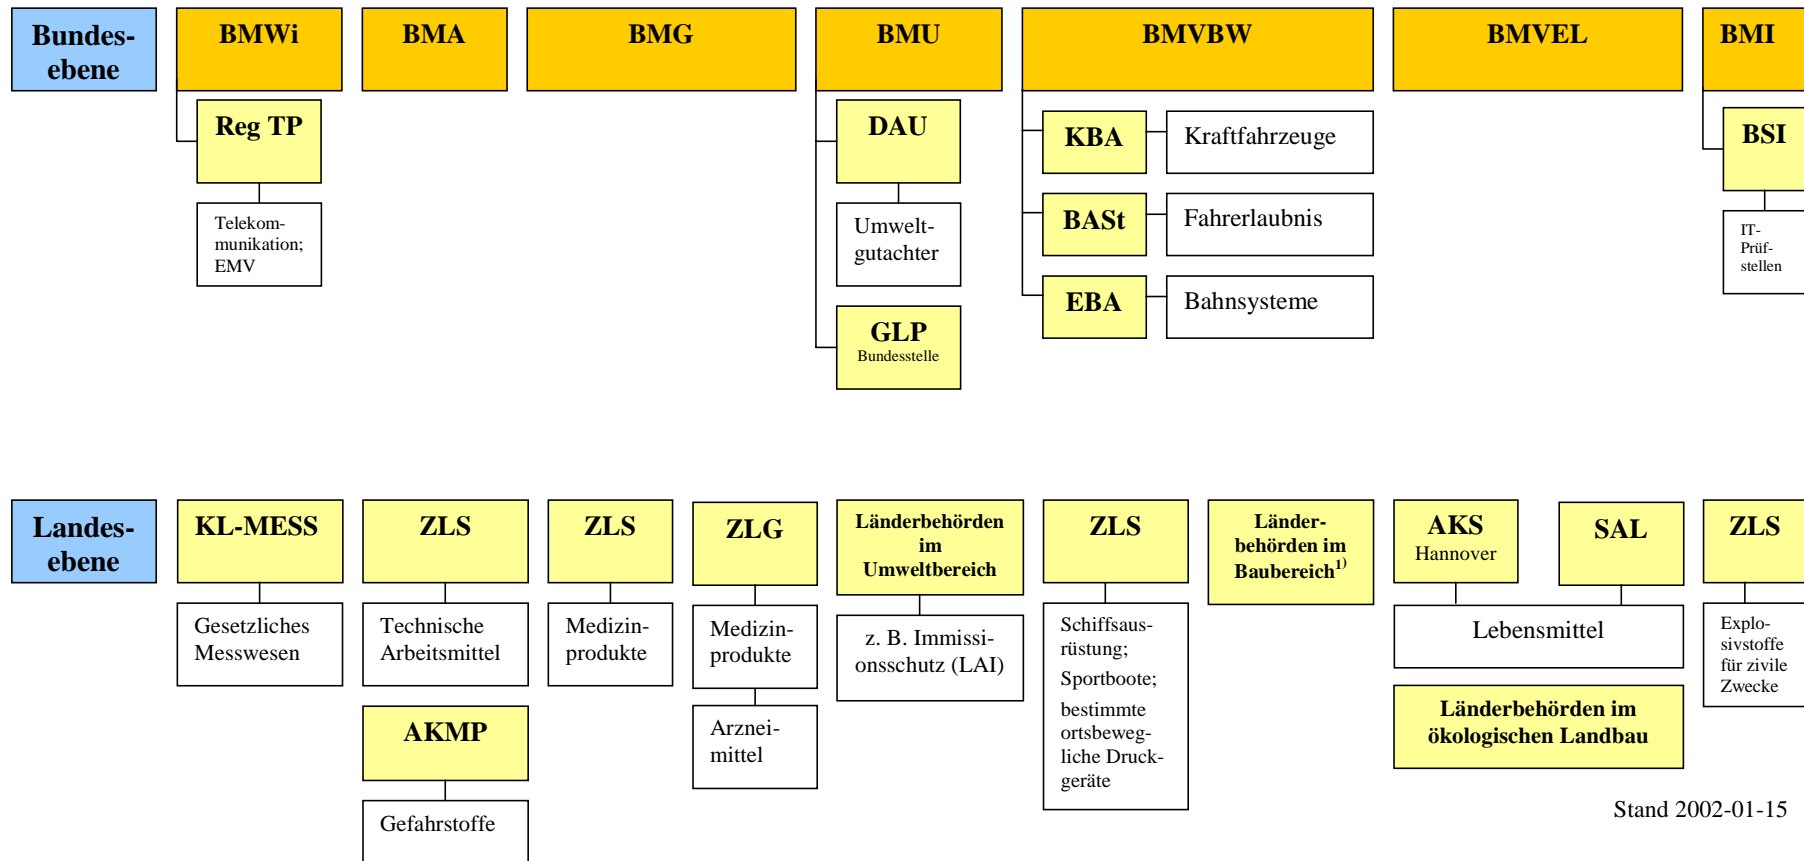 Bundes-
ebene
BMWi
BMA
BMG
BMU
BMVBW
BMVEL
BMI
Reg TP
Telekom-
munikation;
EMV
DAU
Umwelt-
gutachter
GLP
Bundesstelle
KBA
Kraftfahrzeuge
BASt
Fahrerlaubnis
EBA
Bahnsysteme
BSI
IT-
Prüf-
stellen
Landes-
ebene
KL-MESS
Gesetzliches
Messwesen
ZLS
Technische
Arbeitsmittel
AKMP
Gefahrstoffe
ZLS
Medizin-
produkte
ZLG
Medizin-
produkte
Arznei-
mittel
Länderbehörden
im
Umweltbereich
z. B. Immissi-
onsschutz (LAI)
ZLS
Schiffsaus-
rüstung;
Sportboote;
bestimmte
ortsbeweg-
liche Druck-
geräte
Länder-
behörden im
Baubereich1)
AKS
Hannover
SAL
Lebensmittel
Länderbehörden im
ökologischen Landbau
ZLS
Explo-
sivstoffe
für zivile
Zwecke
Stand 2002-01-15